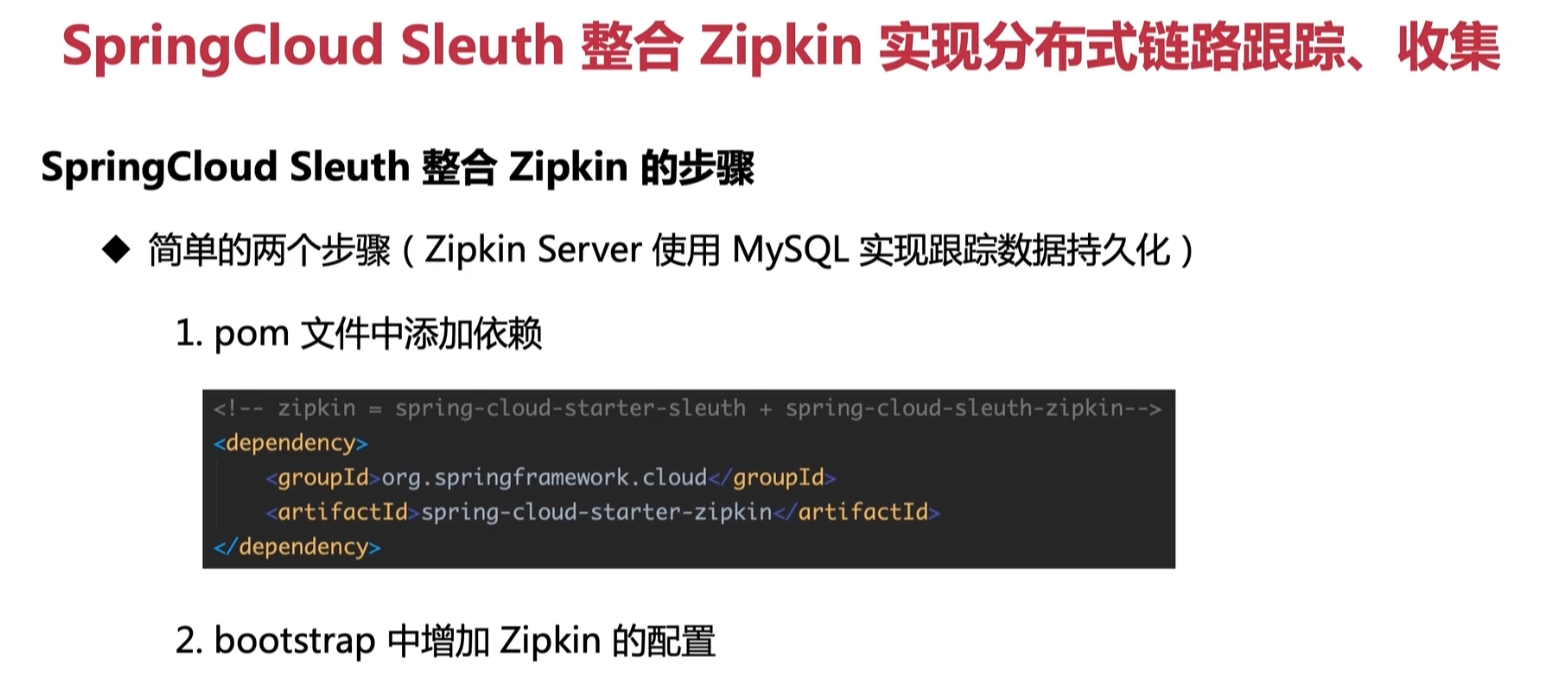 SpringCloud Sleuth 整合 Zipkin 实现分布式链路跟踪、收集
SpringCloud Sleuth 整合 Zipkin 的步骤
◆ 简单的两个步骤（Zipkin Server 使用 MySQL 实现跟踪数据持久化）
1. pom 文件中添加依赖
<!-- zipkin = spring-cloud-starter-sleuth + spring-cloud-sleuth-zipkin-->
<dependency>
    <groupId>org.springframework.cloud</groupId>
    <artifactId>spring-cloud-starter-zipkin</artifactId>
</dependency>
2. bootstrap 中增加 Zipkin 的配置